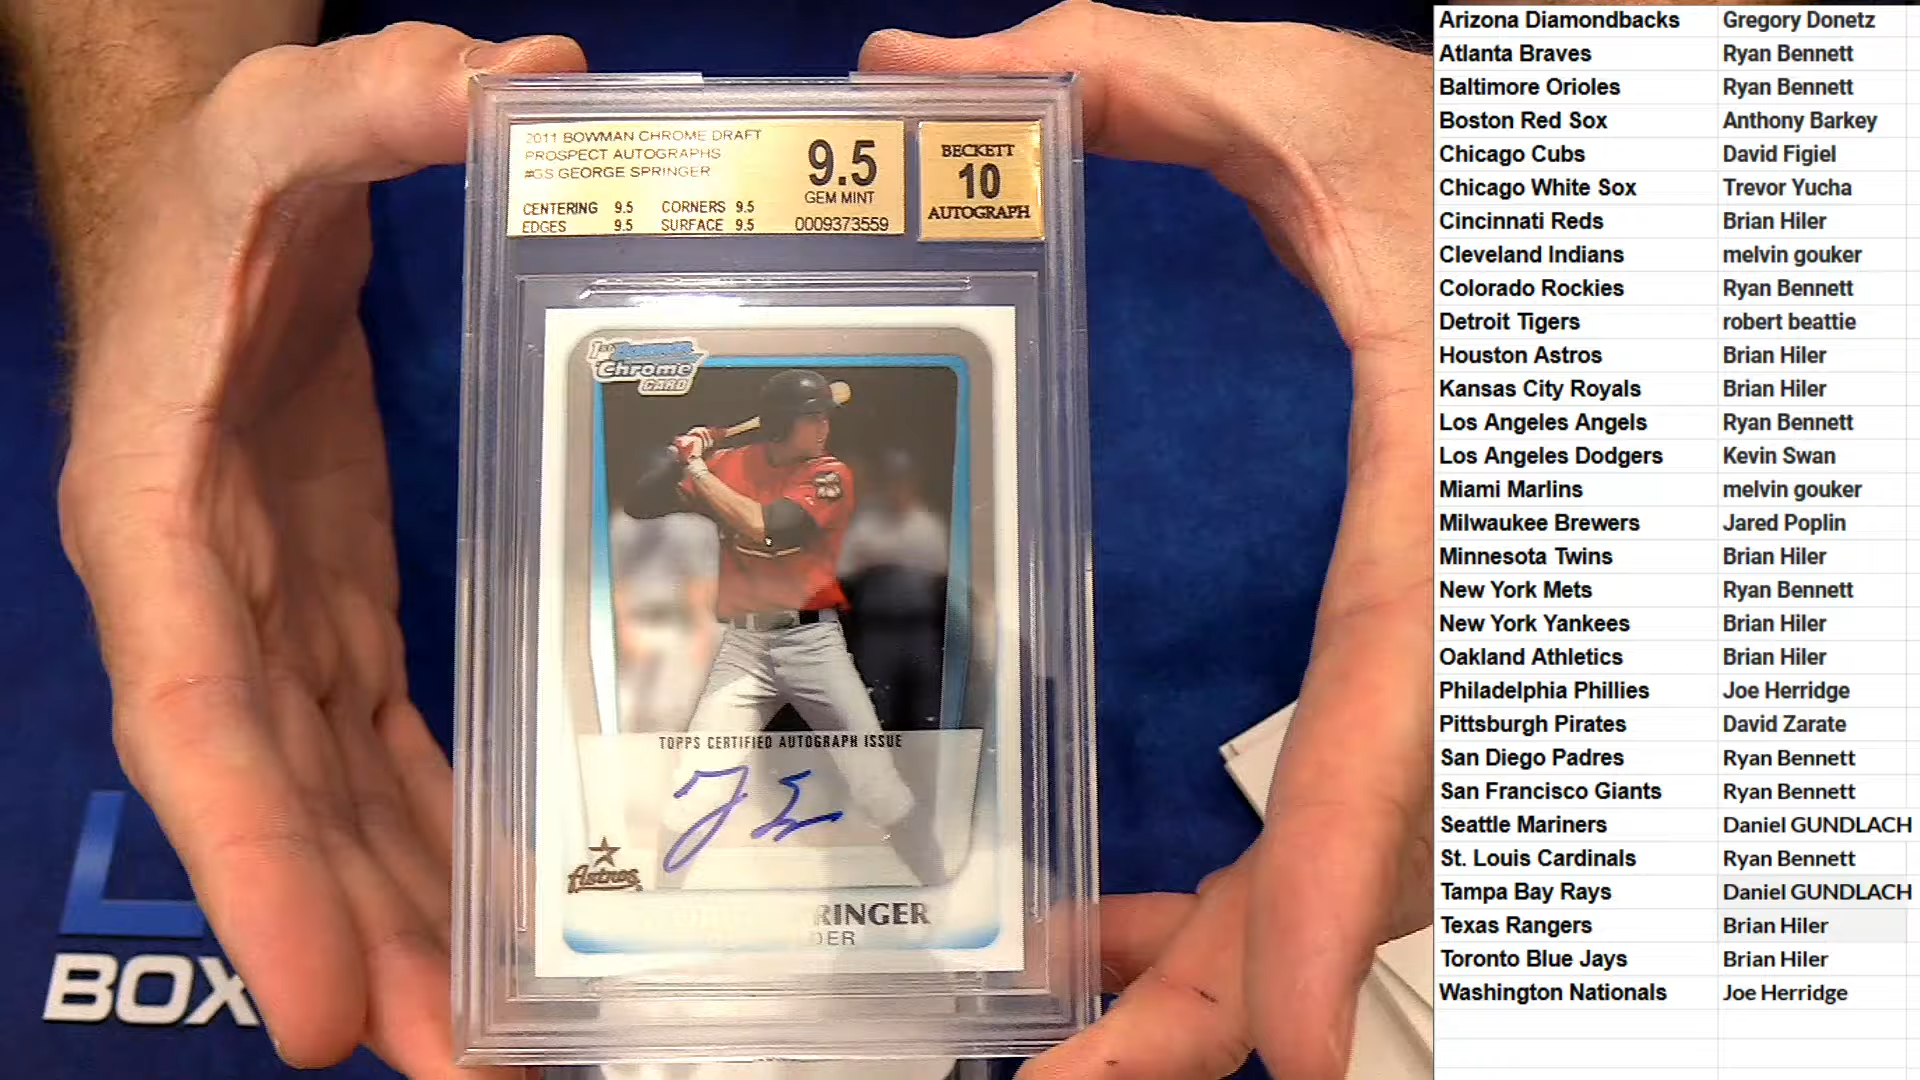 2011 BOWMAN CHROME DRAFT
PROSPECT AUTOGRAPHS
#GS GEORGE SPRINGER
CENTERING 9.5 CORNERS 9.5
EDGES 9.5 SURFACE 9.5
9.5
GEM MINT
0009373559
BECKETT
10
AUTOGRAPH
1st Bowman
Chrome
CARD
TOPPS CERTIFIED AUTOGRAPH ISSUE
Astros
RINGER
DER
BOX
Arizona Diamondbacks Gregory Donetz
Atlanta Braves Ryan Bennett
Baltimore Orioles Ryan Bennett
Boston Red Sox Anthony Barkey
Chicago Cubs David Figiel
Chicago White Sox Trevor Yucha
Cincinnati Reds Brian Hiler
Cleveland Indians melvin gouker
Colorado Rockies Ryan Bennett
Detroit Tigers robert beattie
Houston Astros Brian Hiler
Kansas City Royals Brian Hiler
Los Angeles Angels Ryan Bennett
Los Angeles Dodgers Kevin Swan
Miami Marlins melvin gouker
Milwaukee Brewers Jared Poplin
Minnesota Twins Brian Hiler
New York Mets Ryan Bennett
New York Yankees Brian Hiler
Oakland Athletics Brian Hiler
Philadelphia Phillies Joe Herridge
Pittsburgh Pirates David Zarate
San Diego Padres Ryan Bennett
San Francisco Giants Ryan Bennett
Seattle Mariners Daniel GUNDLACH
St. Louis Cardinals Ryan Bennett
Tampa Bay Rays Daniel GUNDLACH
Texas Rangers Brian Hiler
Toronto Blue Jays Brian Hiler
Washington Nationals Joe Herridge